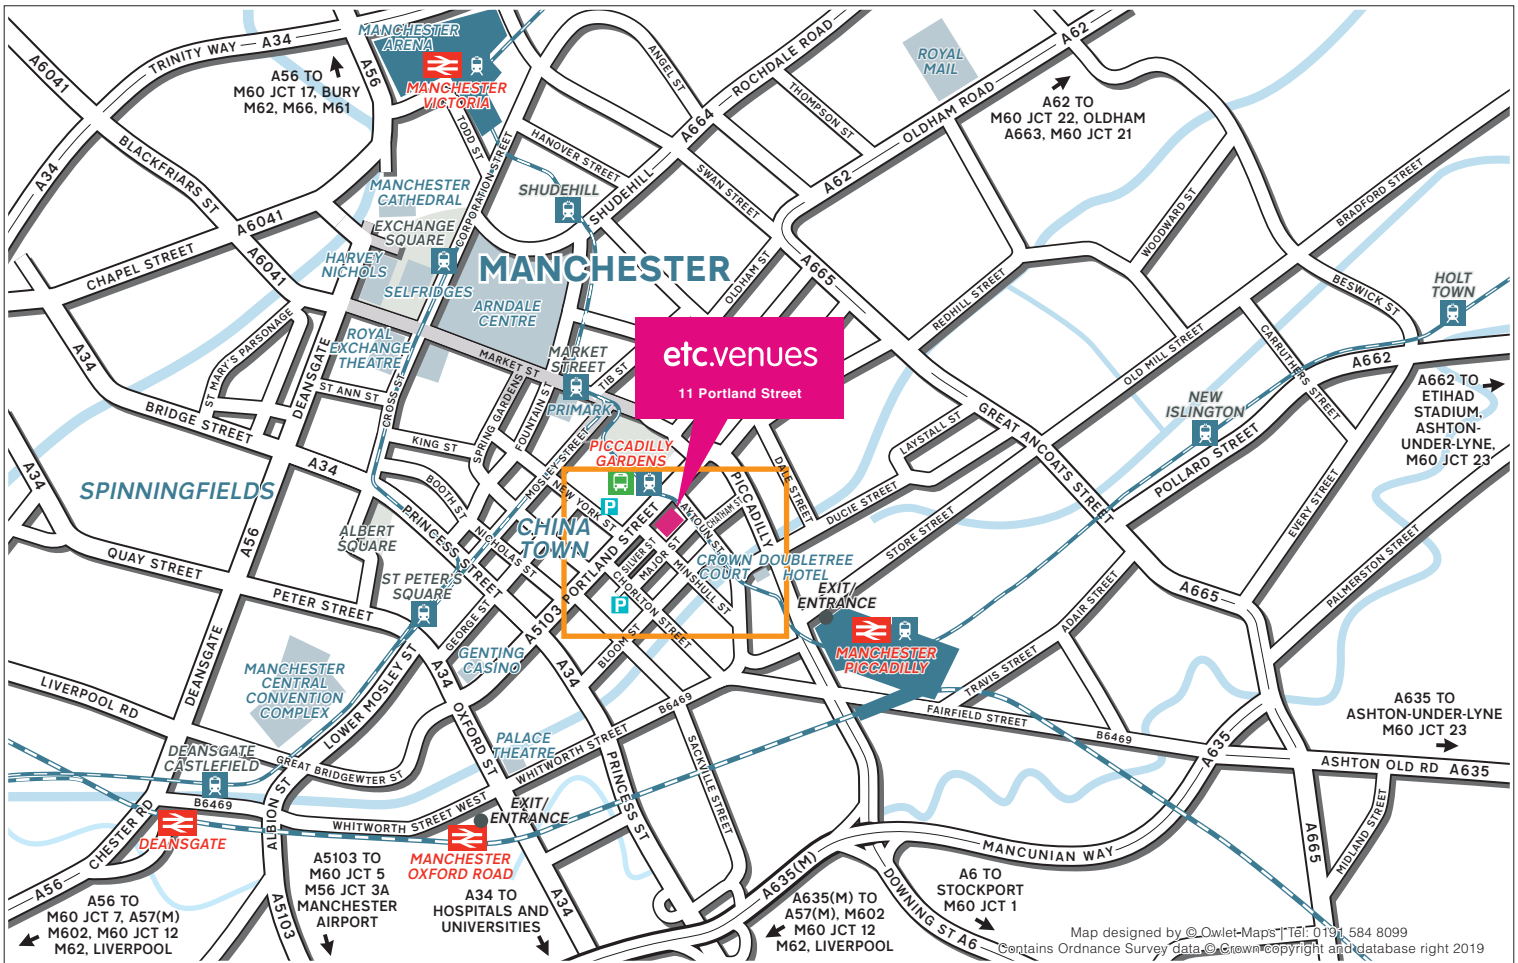 MANCHESTER
ARENA
MANCHESTER
VICTORIA
TRINITY WAY
A34
A6041
A56
A56 TO
M60 JCT 17, BURY
M62, M66, M61
ANGEL ST
A664
ROCHDALE ROAD
A62
ROYAL
MAIL
THOMPSON ST
OLDHAM ROAD
A62 TO
M60 JCT 22, OLDHAM
A663, M60 JCT 21
TODD ST
HANOVER STREET
CORPORATION STREET
BLACKFRIARS ST
A34
MANCHESTER
CATHEDRAL
SHUDEHILL
SHUDEHILL
SWAN STREET
A62
BRADFORD STREET
WOODWARD ST
A6041
EXCHANGE
SQUARE
CHAPEL STREET
A6041
HARVEY
NICHOLS
SELFRIDGES
MANCHESTER
ARNDALE
CENTRE
OLDHAM ST
A665
REDHILL STREET
BESWICK ST
HOLT
TOWN
ST MARY'S PARSONAGE
DEANSGATE
ROYAL
EXCHANGE
THEATRE
MARKET ST
MARKET
STREET
TIB ST
etc.venues
11 Portland Street
OLD MILL STREET
CARRUTHERS STREET
A662
A662 TO
ETIHAD
STADIUM,
ASHTON-
UNDER-LYNE,
M60 JCT 23
A34
ST ANN ST
CROSS ST
SPRING GARDENS
FOUNTAIN ST
PRIMARK
BRIDGE STREET
KING ST
MOSLEY STREET
PICCADILLY
GARDENS
LAYSTALL ST
GREAT ANCOATS STREET
NEW
ISLINGTON
POLLARD STREET
A34
A34
SPINNINGFIELDS
BOOTH ST
NEW YORK ST
P
PICCADILLY
DALE STREET
DUCIE STREET
STORE STREET
EVERY STREET
ALBERT
SQUARE
PRINCESS STREET
NICHOLAS ST
CHINA
TOWN
PORTLAND STREET
CHATHAM ST
SILVER ST
MAJOR ST
MINSHULL ST
CROWN
COURT
DOUBLETREE
HOTEL
A56
QUAY STREET
PETER STREET
ST PETER'S
SQUARE
GEORGE ST
A5103
CHORLTON STREET
P
BLOOM ST
EXIT/
ENTRANCE
MANCHESTER
PICCADILLY
ADAIR STREET
A665
PALMERSTON STREET
DEANSGATE
MANCHESTER
CENTRAL
CONVENTION
COMPLEX
LOWER MOSLEY ST
A34
GENTING
CASINO
A34
TRAVIS STREET
LIVERPOOL RD
OXFORD ST
B6469
FAIRFIELD STREET
B6469
A635
A635 TO
ASHTON-UNDER-LYNE
M60 JCT 23
DEANSGATE
CASTLEFIELD
GREAT BRIDGEWTER ST
PALACE
THEATRE
WHITWORTH STREET
PRINCESS ST
SACKVILLE STREET
ASHTON OLD RD
A635
B6469
ALBION ST
WHITWORTH STREET WEST
EXIT/
ENTRANCE
CHESTER RD
DEANSGATE
MANCHESTER
OXFORD ROAD
MANCUNIAN WAY
A665
MIDLAND STREET
A56
A56 TO
M60 JCT 7, A57(M)
M602, M60 JCT 12
M62, LIVERPOOL
A5103
A5103 TO
M60 JCT 5
M56 JCT 3A
MANCHESTER
AIRPORT
A34 TO
HOSPITALS AND
UNIVERSITIES
A34
A635(M)
A635(M) TO
A57(M), M602
M60 JCT 12
M62, LIVERPOOL
DOWNING ST A6
A6 TO
STOCKPORT
M60 JCT 1
Map designed by © Owlet Maps | Tel: 0191 584 8099
Contains Ordnance Survey data © Crown copyright and database right 2019